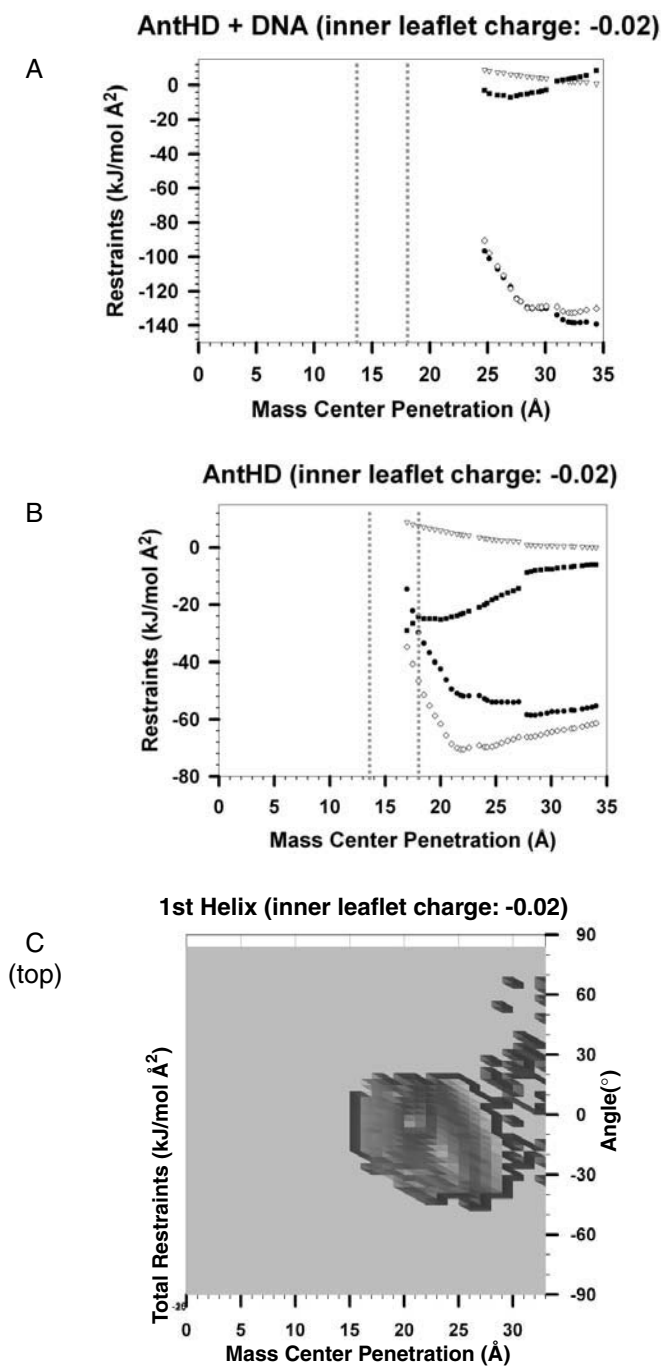 A
AntHD + DNA (inner leaflet charge: -0.02)
Restraints (kJ/mol Å²)
0
-20
-40
-60
-80
-100
-120
-140
0 5 10 15 20 25 30 35
Mass Center Penetration (Å)
B
AntHD (inner leaflet charge: -0.02)
Restraints (kJ/mol Å²)
0
-20
-40
-60
-80
0 5 10 15 20 25 30 35
Mass Center Penetration (Å)
C
(top)
1st Helix (inner leaflet charge: -0.02)
Total Restraints (kJ/mol Å²)
90
60
30
0
-30
-60
-90
Angle(°)
0 5 10 15 20 25 30
Mass Center Penetration (Å)